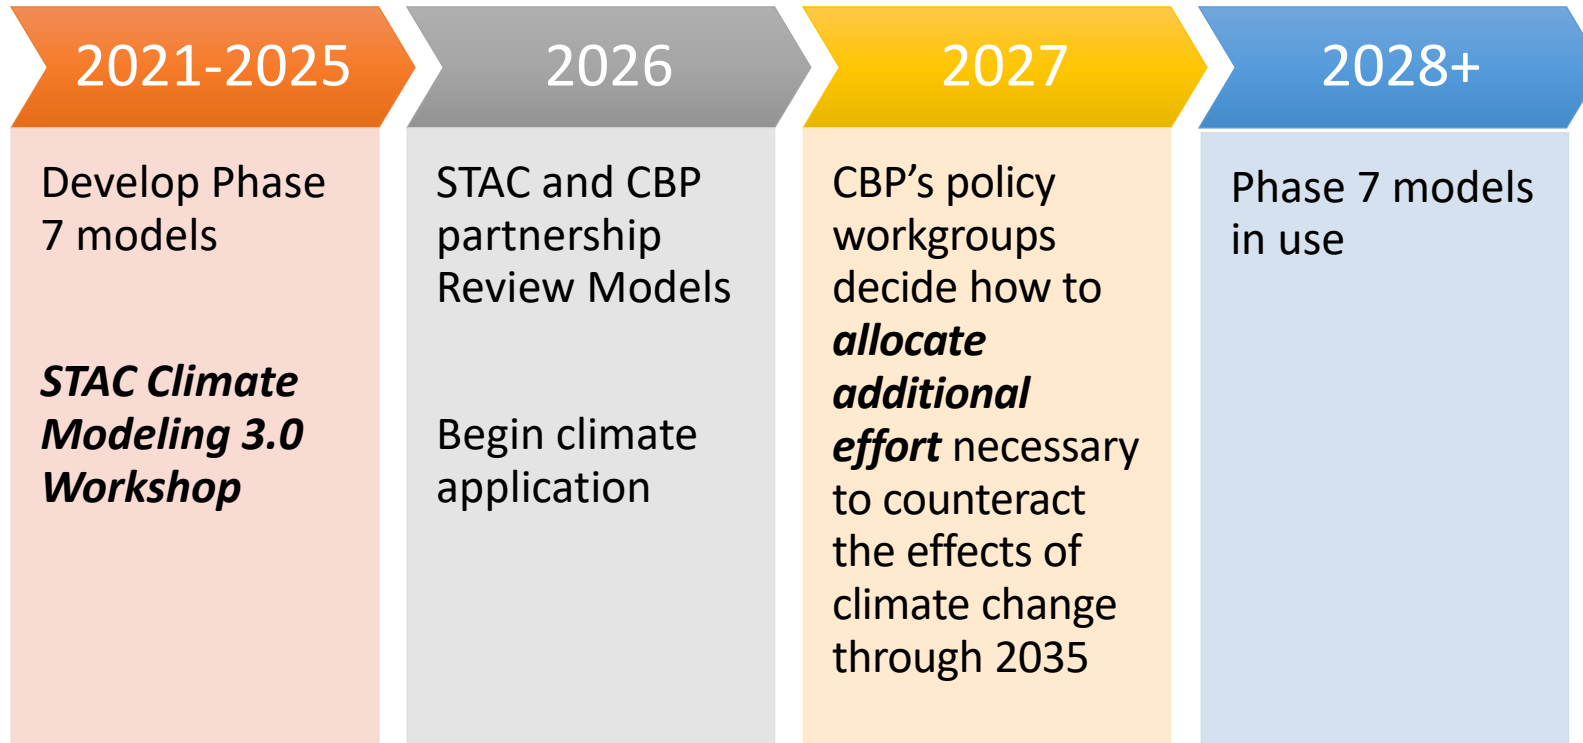 2021-2025
Develop Phase
7 models
STAC Climate
Modeling 3.0
Workshop
2026
STAC and CBP
partnership
Review Models
Begin climate
application
2027
CBP’s policy
workgroups
decide how to
allocate
additional
effort necessary
to counteract
the effects of
climate change
through 2035
2028+
Phase 7 models
in use